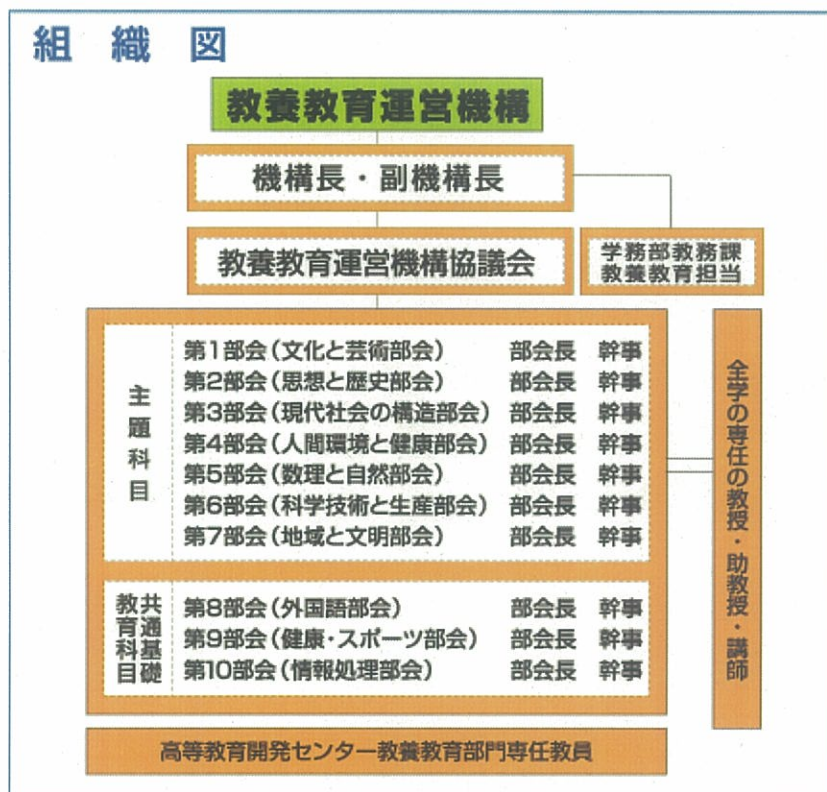 組織図
教養教育運営機構
機構長・副機構長
教養教育運営機構協議会
学務部教務課
教養教育担当
主題科目
第1部会(文化と芸術部会) 部会長 幹事
第2部会(思想と歴史部会) 部会長 幹事
第3部会(現代社会の構造部会) 部会長 幹事
第4部会(人間環境と健康部会) 部会長 幹事
第5部会(数理と自然部会) 部会長 幹事
第6部会(科学技術と生産部会) 部会長 幹事
第7部会(地域と文明部会) 部会長 幹事
共通基礎
教育科目
第8部会(外国語部会) 部会長 幹事
第9部会(健康・スポーツ部会) 部会長 幹事
第10部会(情報処理部会) 部会長 幹事
全学の専任の教授・助教授・講師
高等教育開発センター教養教育部門専任教員